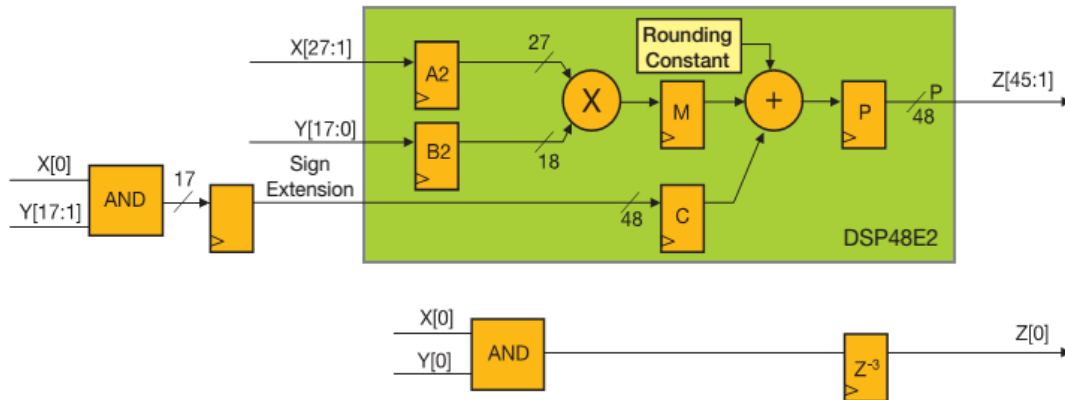 Rounding
Constant
X[27:1]
A2
27
X
M
+
P
P
48
Z[45:1]
Y[17:0]
B2
18
X[0]
Y[17:1]
AND
17
Sign
Extension
48
C
DSP48E2
X[0]
Y[0]
AND
Z-3
Z[0]